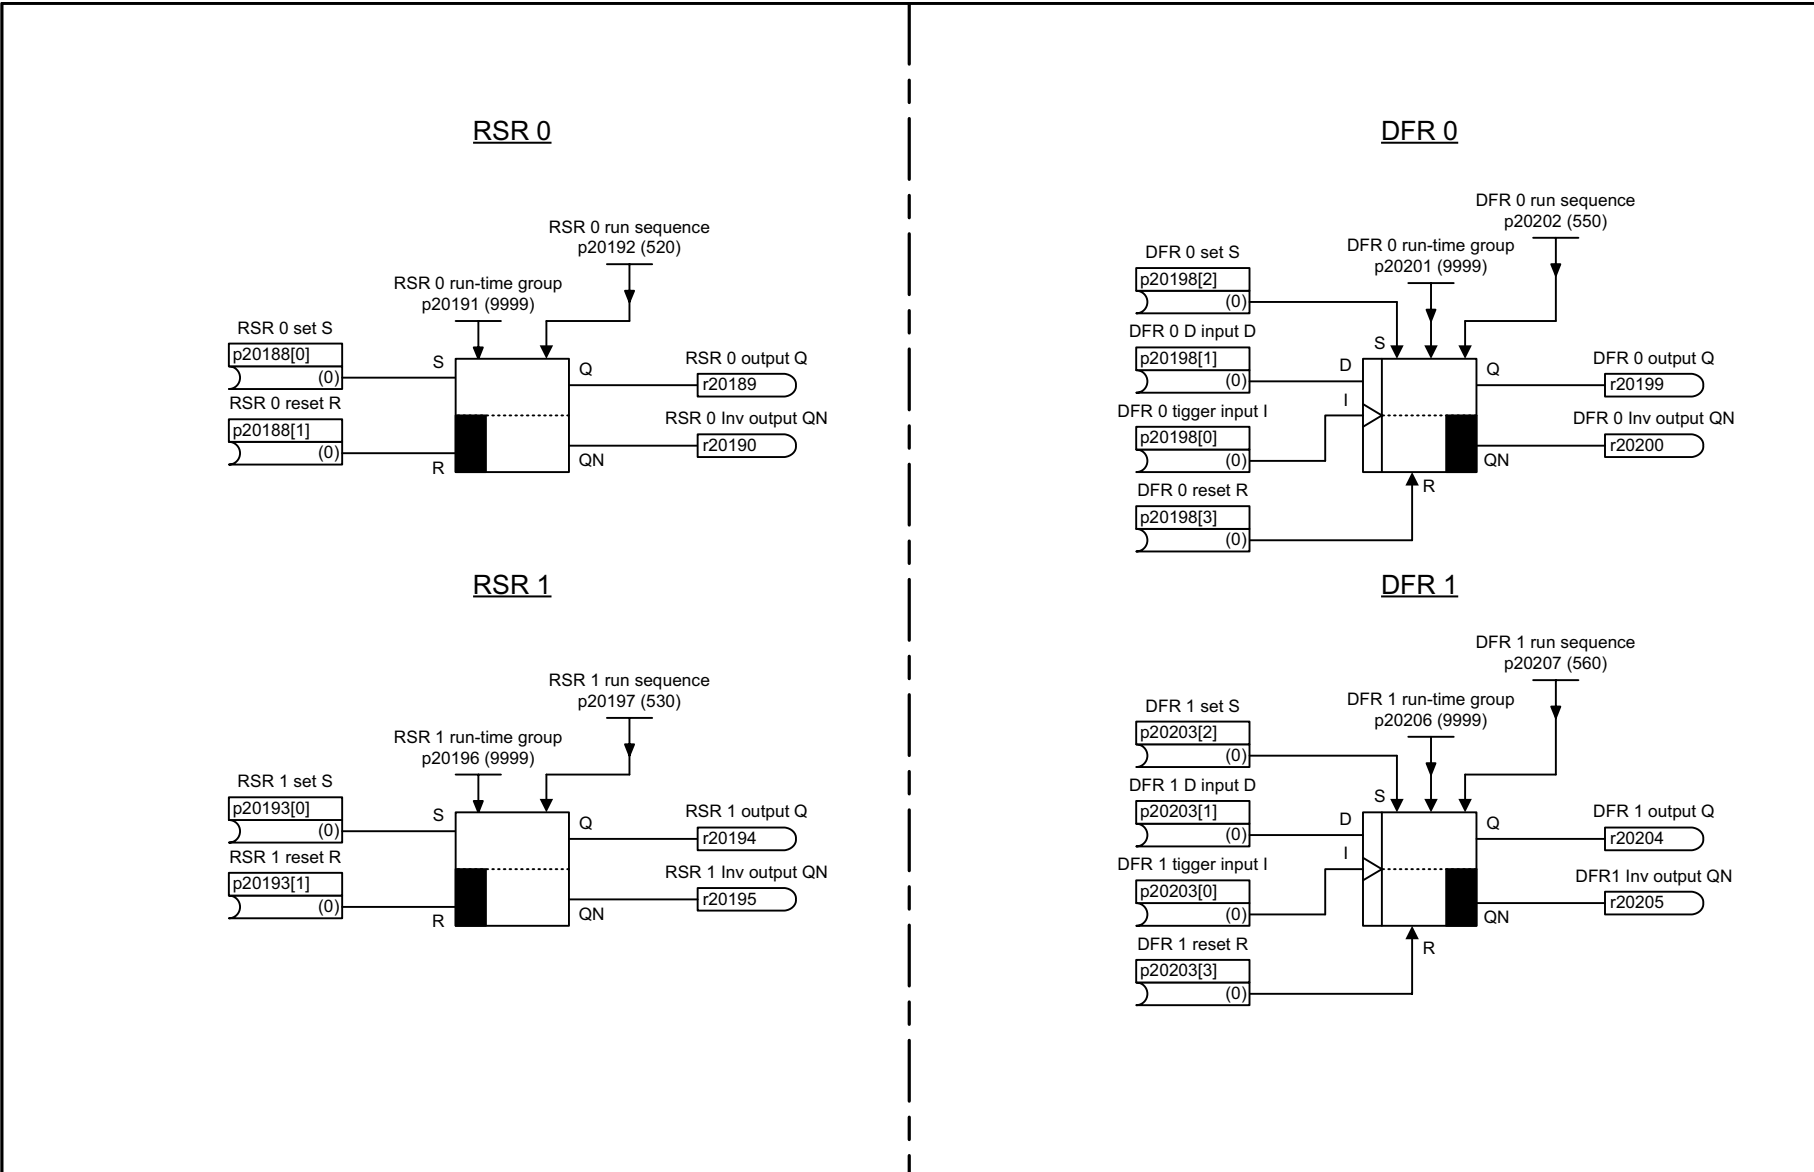 RSR 0
RSR 0 run sequence
p20192 (520)
RSR 0 run-time group
p20191 (9999)
RSR 0 set S
p20188[0]
(0)
RSR 0 reset R
p20188[1]
(0)
S
R
Q
QN
RSR 0 output Q
r20189
RSR 0 Inv output QN
r20190
RSR 1
RSR 1 run sequence
p20197 (530)
RSR 1 run-time group
p20196 (9999)
RSR 1 set S
p20193[0]
(0)
RSR 1 reset R
p20193[1]
(0)
S
R
Q
QN
RSR 1 output Q
r20194
RSR 1 Inv output QN
r20195
DFR 0
DFR 0 run sequence
p20202 (550)
DFR 0 run-time group
p20201 (9999)
DFR 0 set S
p20198[2]
(0)
DFR 0 D input D
p20198[1]
(0)
DFR 0 tigger input I
p20198[0]
(0)
DFR 0 reset R
p20198[3]
(0)
S
D
I
R
Q
QN
DFR 0 output Q
r20199
DFR 0 Inv output QN
r20200
DFR 1
DFR 1 run sequence
p20207 (560)
DFR 1 run-time group
p20206 (9999)
DFR 1 set S
p20203[2]
(0)
DFR 1 D input D
p20203[1]
(0)
DFR 1 tigger input I
p20203[0]
(0)
DFR 1 reset R
p20203[3]
(0)
S
D
I
R
Q
QN
DFR 1 output Q
r20204
DFR1 Inv output QN
r20205